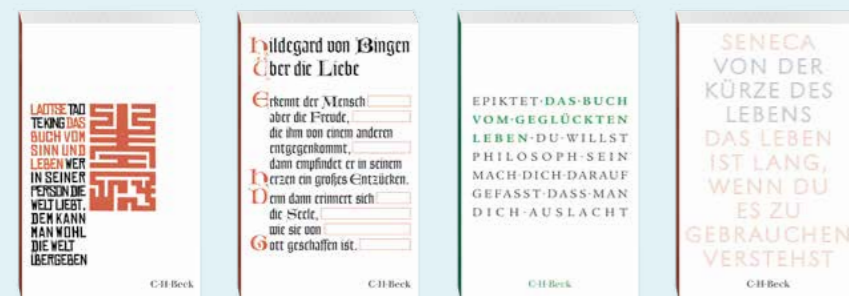 LAOTSE TAO
TE KING DAS
BUCH VOM
SINN UND
LEBEN WER
IN SEINER
PERSON DIE
WELT LIEBT.
DEM KANN
MAN WOHL
DIE WELT
ÜBERGEBEN
C·H·Beck
Hildegard von Bingen
Über die Liebe
Erkennt der Mensch
aber die Freude,
die ihm von einem anderen
entgegenkommt,
dann empfindet er in seinem
Herzen ein großes Entzücken.
Denn dann erinnert sich
die Seele,
wie sie von
Gott geschaffen ist.
C·H·Beck
EPIKTET·DAS·BUCH
VOM·GEGLÜCKTEN
LEBEN·DU·WILLST
PHILOSOPH·SEIN
MACH·DICH·DARAUF
GEFASST·DASS·MAN
DICH·AUSLACHT
C·H·Beck
SENECA
VON DER
KÜRZE DES
LEBENS
DAS LEBEN
IST LANG,
WENN DU
ES ZU
GEBRAUCHEN
VERSTEHST
C·H·Beck